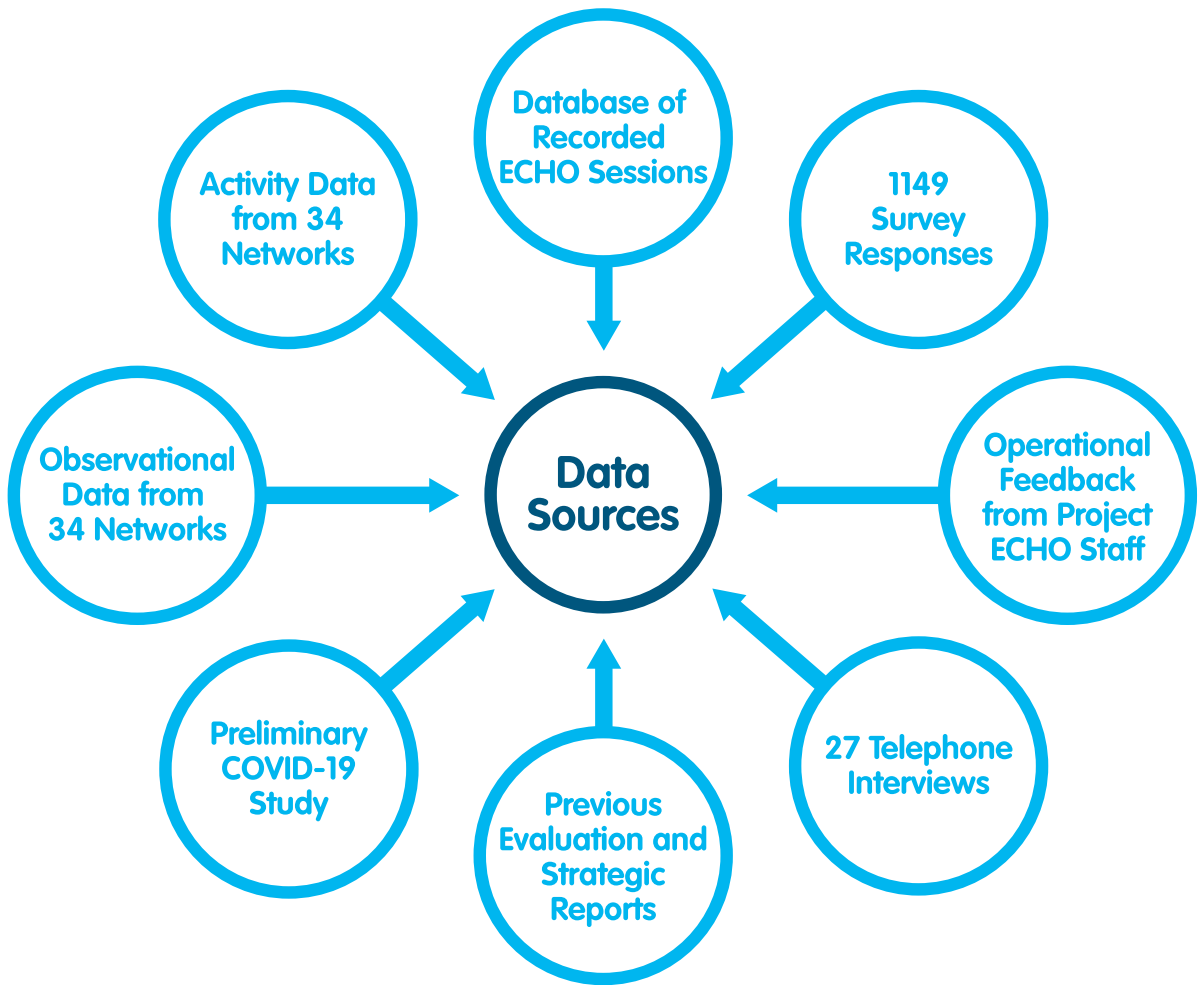 Database of
Recorded
ECHO Sessions
1149
Survey
Responses
Operational
Feedback
from Project
ECHO Staff
27 Telephone
Interviews
Previous
Evaluation and
Strategic
Reports
Preliminary
COVID-19
Study
Observational
Data from
34 Networks
Activity Data
from 34
Networks
Data
Sources